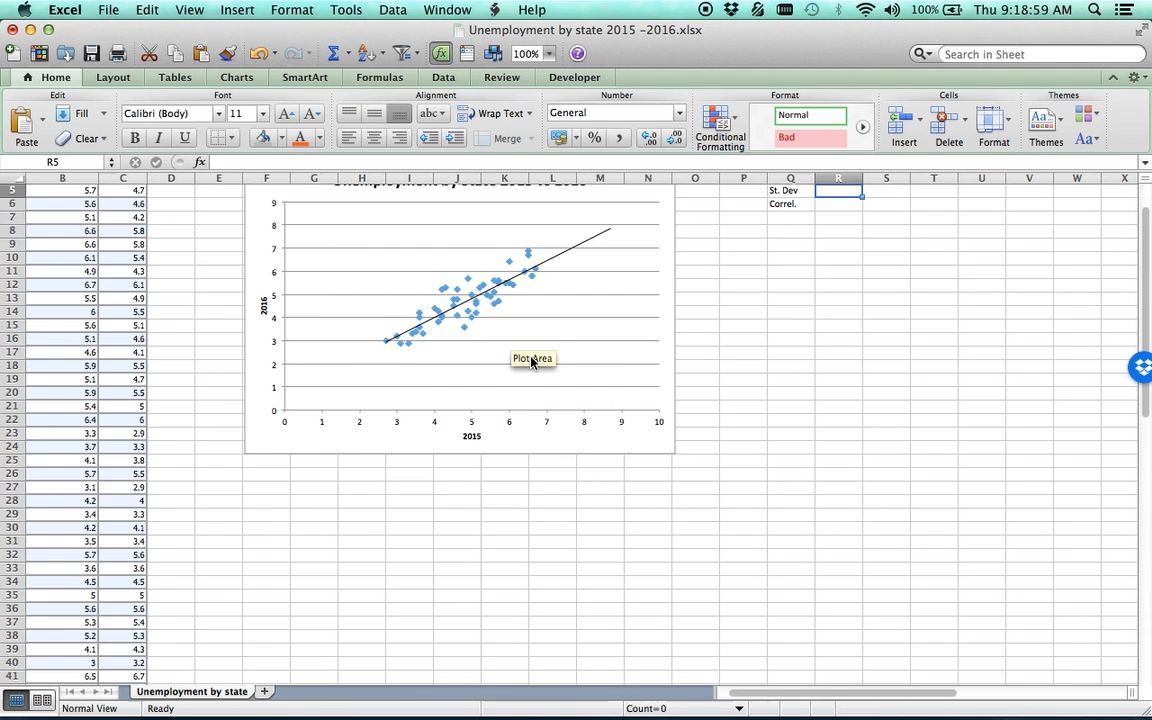 Excel File Edit View Insert Format Tools Data Window Help 100% Thu 9:18:59 AM
Unemployment by state 2015 -2016.xlsx
100% Search in Sheet
Home Layout Tables Charts SmartArt Formulas Data Review Developer
Edit Font Alignment Number Format Cells Themes
Fill Calibri (Body) 11 A A abc Wrap Text General Normal
Paste Clear B I U A Merge % , .0 .00 .00 .0 Conditional Formatting Bad Insert Delete Format Themes Aa
R5 fx
B C D E F G H I J K L M N O P Q R S T U V W X
5 5.7 4.7 St. Dev
6 5.6 4.6 Correl.
7 5.1 4.2
8 6.6 5.8
9 6.6 5.8
10 6.1 5.4
11 4.9 4.3
12 6.7 6.1
13 5.5 4.9
14 6 5.5
15 5.6 5.1
16 5.1 4.6
17 4.6 4.1
18 5.9 5.5
19 5.1 4.7
20 5.9 5.5
21 5.4 5
22 6.4 6
23 3.3 2.9
24 3.7 3.3
25 4.1 3.8
26 5.7 5.5
27 3.1 2.9
28 4.2 4
29 3.4 3.3
30 4.2 4.1
31 3.5 3.4
32 5.7 5.6
33 3.6 3.6
34 4.5 4.5
35 5 5
36 5.6 5.6
37 5.3 5.4
38 5.2 5.3
39 4.1 4.3
40 3 3.2
41 6.5 6.7
9
8
7
6
5
4
3
2
1
0
2016
Plot Area
0 1 2 3 4 5 6 7 8 9 10
2015
Unemployment by state
Normal View Ready Count=0